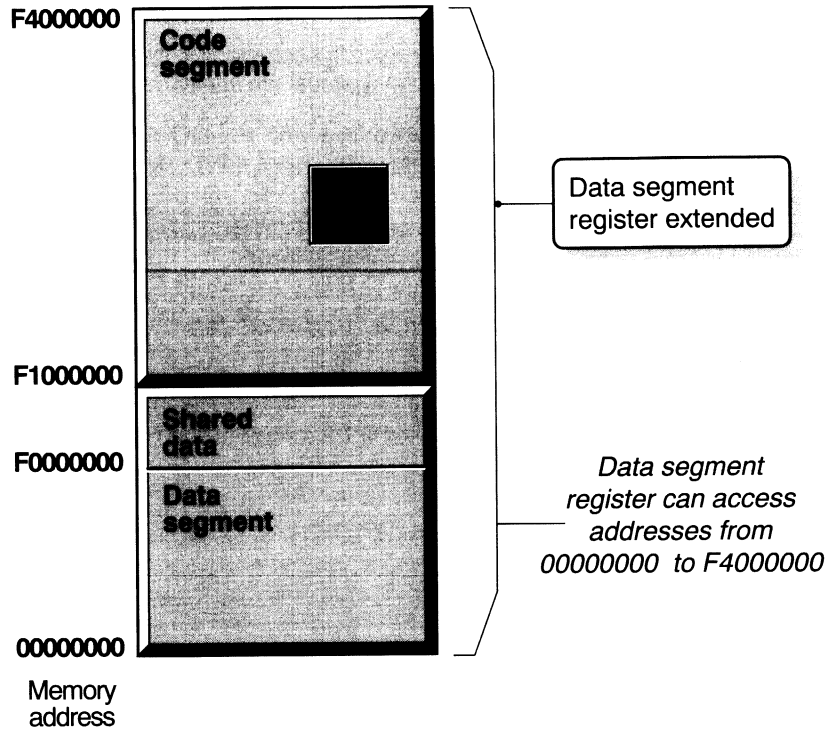 F4000000
Code
segment
Data segment
register extended
F1000000
Shared
data
F0000000
Data
segment
Data segment
register can access
addresses from
00000000 to F4000000
00000000
Memory
address